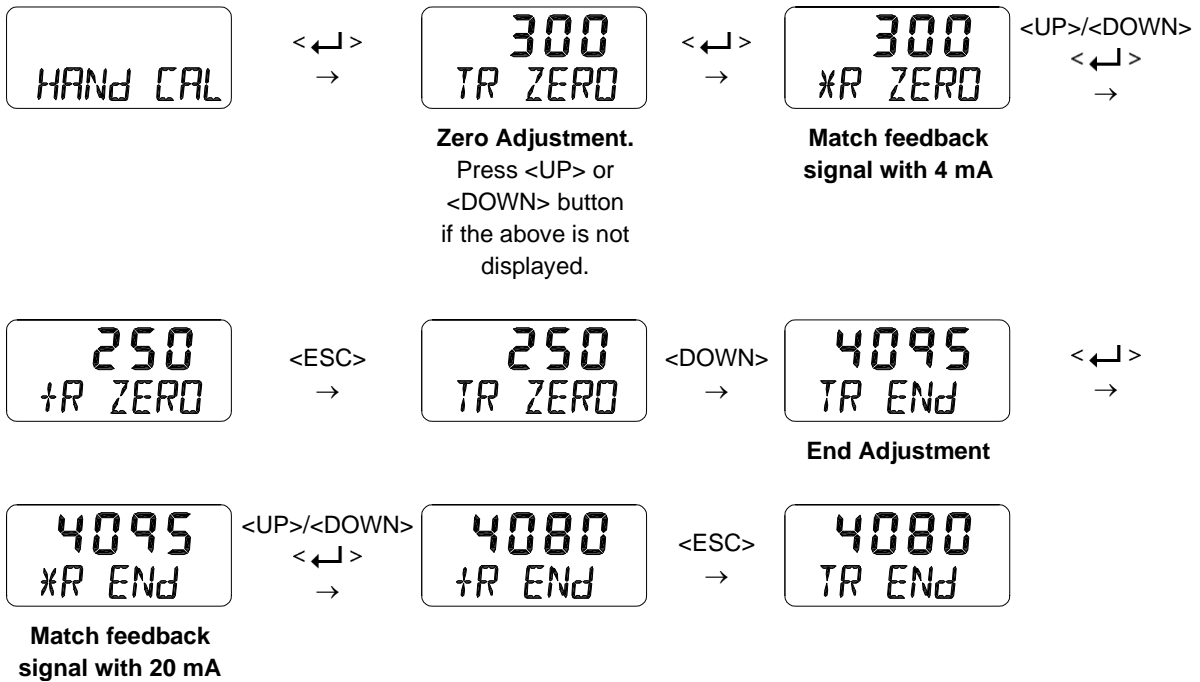 HANd CAL
< ↵ >
→
300
TR ZERO
Zero Adjustment.
Press <UP> or
<DOWN> button
if the above is not
displayed.
< ↵ >
→
300
*R ZERO
Match feedback
signal with 4 mA
<UP>/<DOWN>
< ↵ >
→
250
+R ZERO
<ESC>
→
250
TR ZERO
<DOWN>
→
4095
TR ENd
End Adjustment
< ↵ >
→
4095
*R ENd
Match feedback
signal with 20 mA
<UP>/<DOWN>
< ↵ >
→
4080
+R ENd
<ESC>
→
4080
TR ENd